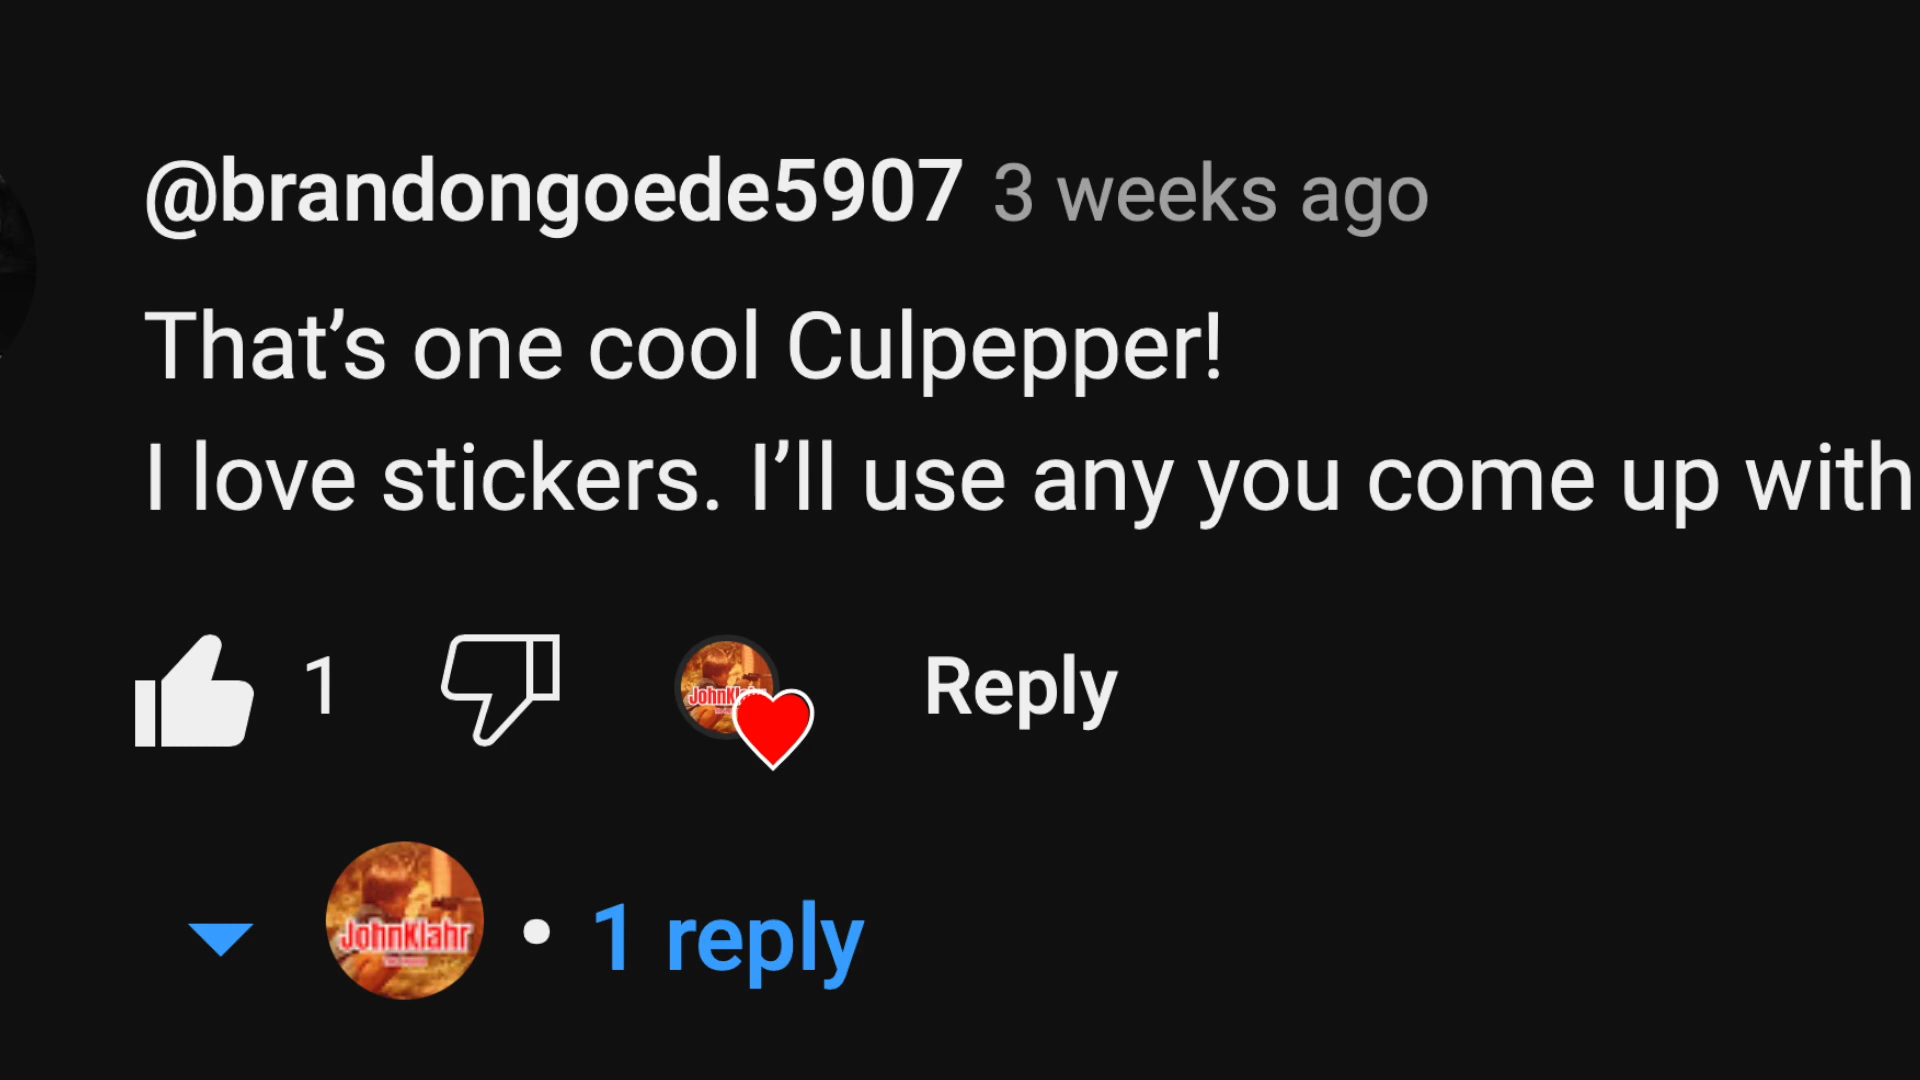 @brandongoede5907 3 weeks ago
That’s one cool Culpepper!
I love stickers. I’ll use any you come up with
1 JohnKl Reply
JohnKlahr
1 reply